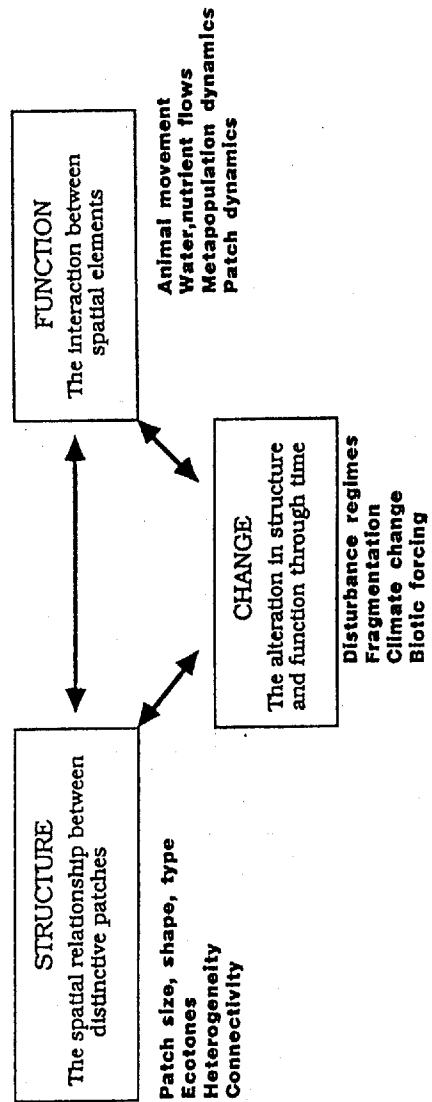 STRUCTURE
The spatial relationship between
distinctive patches
Patch size, shape, type
Ecotones
Heterogeneity
Connectivity
FUNCTION
The interaction between
spatial elements
Animal movement
Water,nutrient flows
Metapopulation dynamics
Patch dynamics
CHANGE
The alteration in structure
and function through time
Disturbance regimes
Fragmentation
Climate change
Biotic forcing